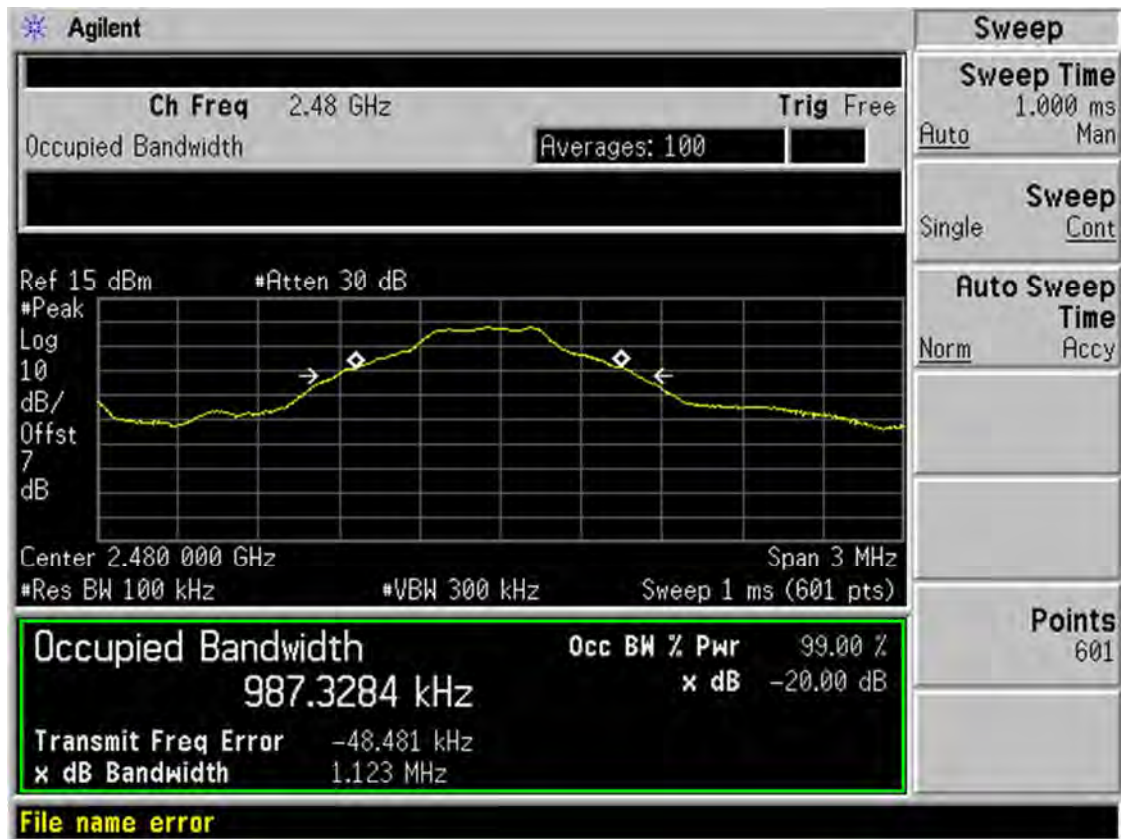 Agilent
Sweep
Ch Freq 2.48 GHz Trig Free
Occupied Bandwidth Averages: 100
Sweep Time
1.000 ms
Auto Man
Sweep
Single Cont
Auto Sweep
Time
Norm Accy
Points
601
Ref 15 dBm #Atten 30 dB
#Peak
Log
10
dB/
Offst
7
dB
Center 2.480 000 GHz Span 3 MHz
#Res BW 100 kHz #VBW 300 kHz Sweep 1 ms (601 pts)
Occupied Bandwidth
987.3284 kHz
Occ BW % Pwr 99.00 %
x dB -20.00 dB
Transmit Freq Error -48.481 kHz
x dB Bandwidth 1.123 MHz
File name error